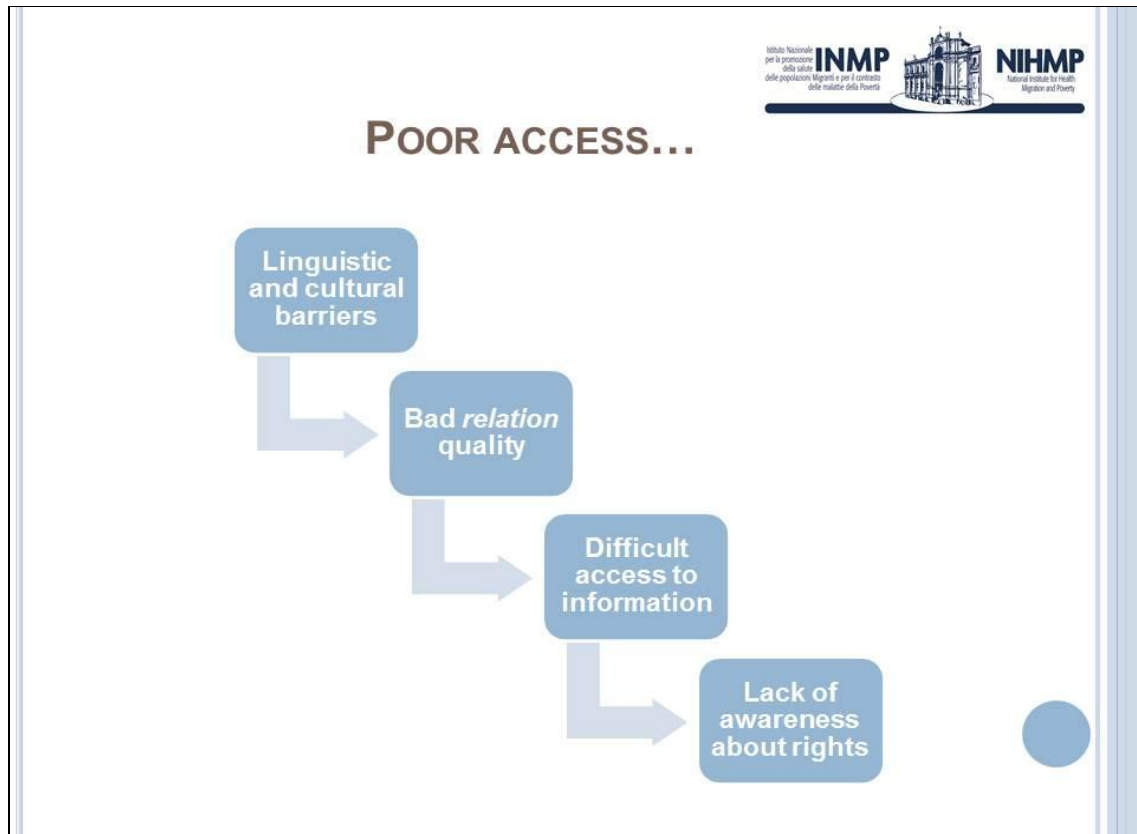 Istituto Nazionale
per la promozione
della salute
delle popolazioni Migranti e per il contrasto
delle malattie della Povertà
INMP
NIHMP
National Institute for Health
Migration and Poverty
POOR ACCESS...
Linguistic
and cultural
barriers
Bad relation
quality
Difficult
access to
information
Lack of
awareness
about rights